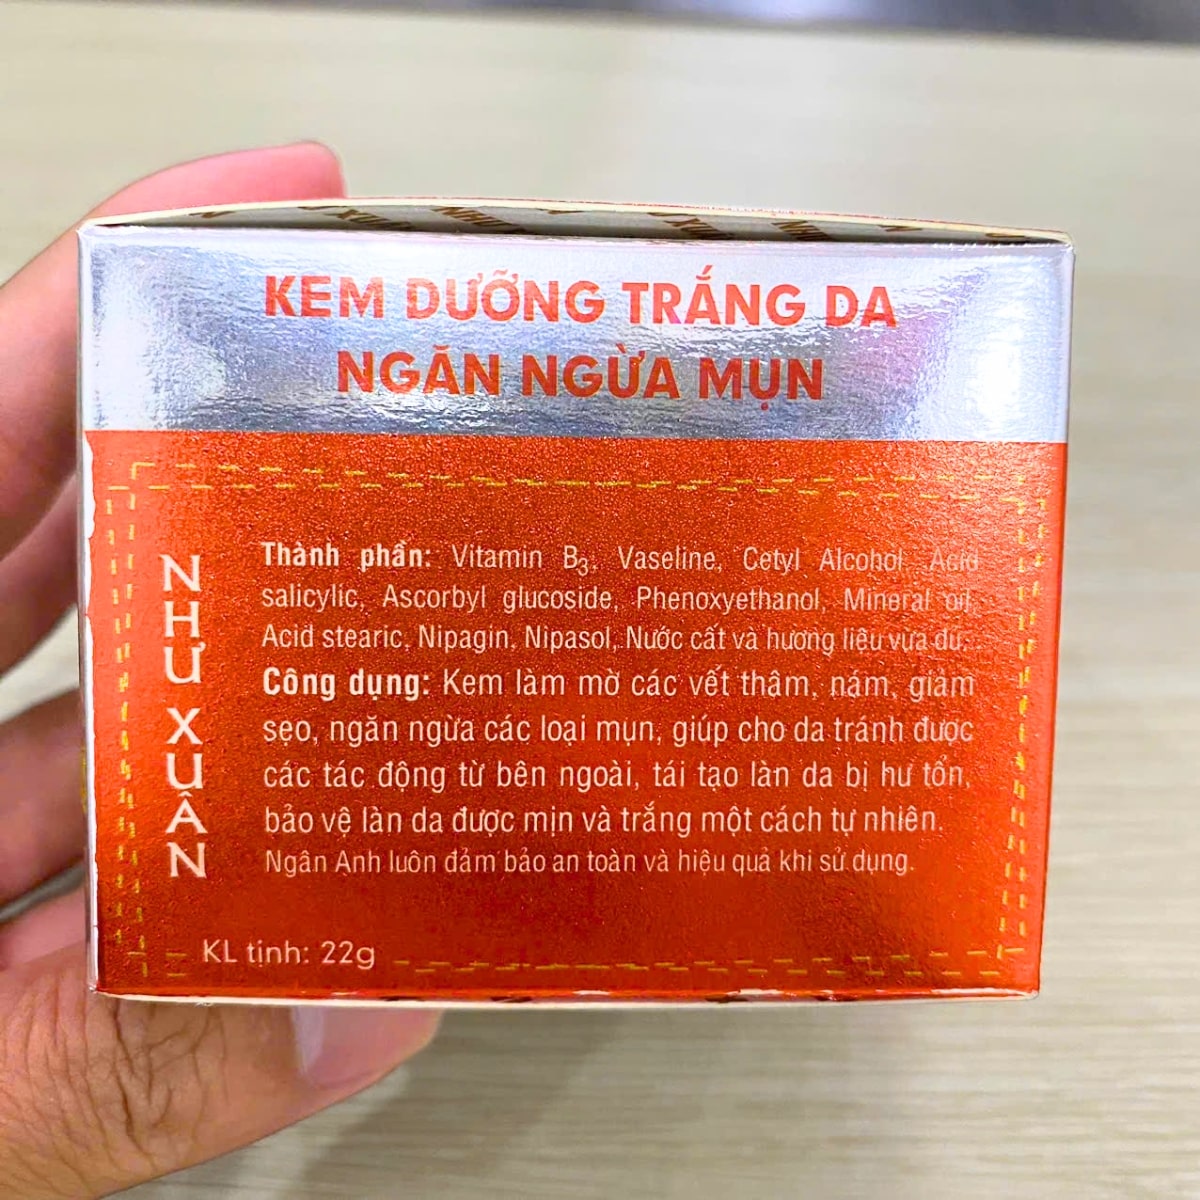 KEM DƯỠNG TRẮNG DA
NGĂN NGỪA MỤN
NHƯ XUÂN
Thành phần: Vitamin B3, Vaseline, Cetyl Alcohol, Acid
salicylic, Ascorbyl glucoside, Phenoxyethanol, Mineral oil,
Acid stearic, Nipagin, Nipasol, Nước cất và hương liệu vừa đủ.
Công dụng: Kem làm mờ các vết thâm, nám, giảm
sẹo, ngăn ngừa các loại mụn, giúp cho da tránh được
các tác động từ bên ngoài, tái tạo làn da bị hư tổn,
bảo vệ làn da được mịn và trắng một cách tự nhiên.
Ngân Anh luôn đảm bảo an toàn và hiệu quả khi sử dụng.
KL tịnh: 22g